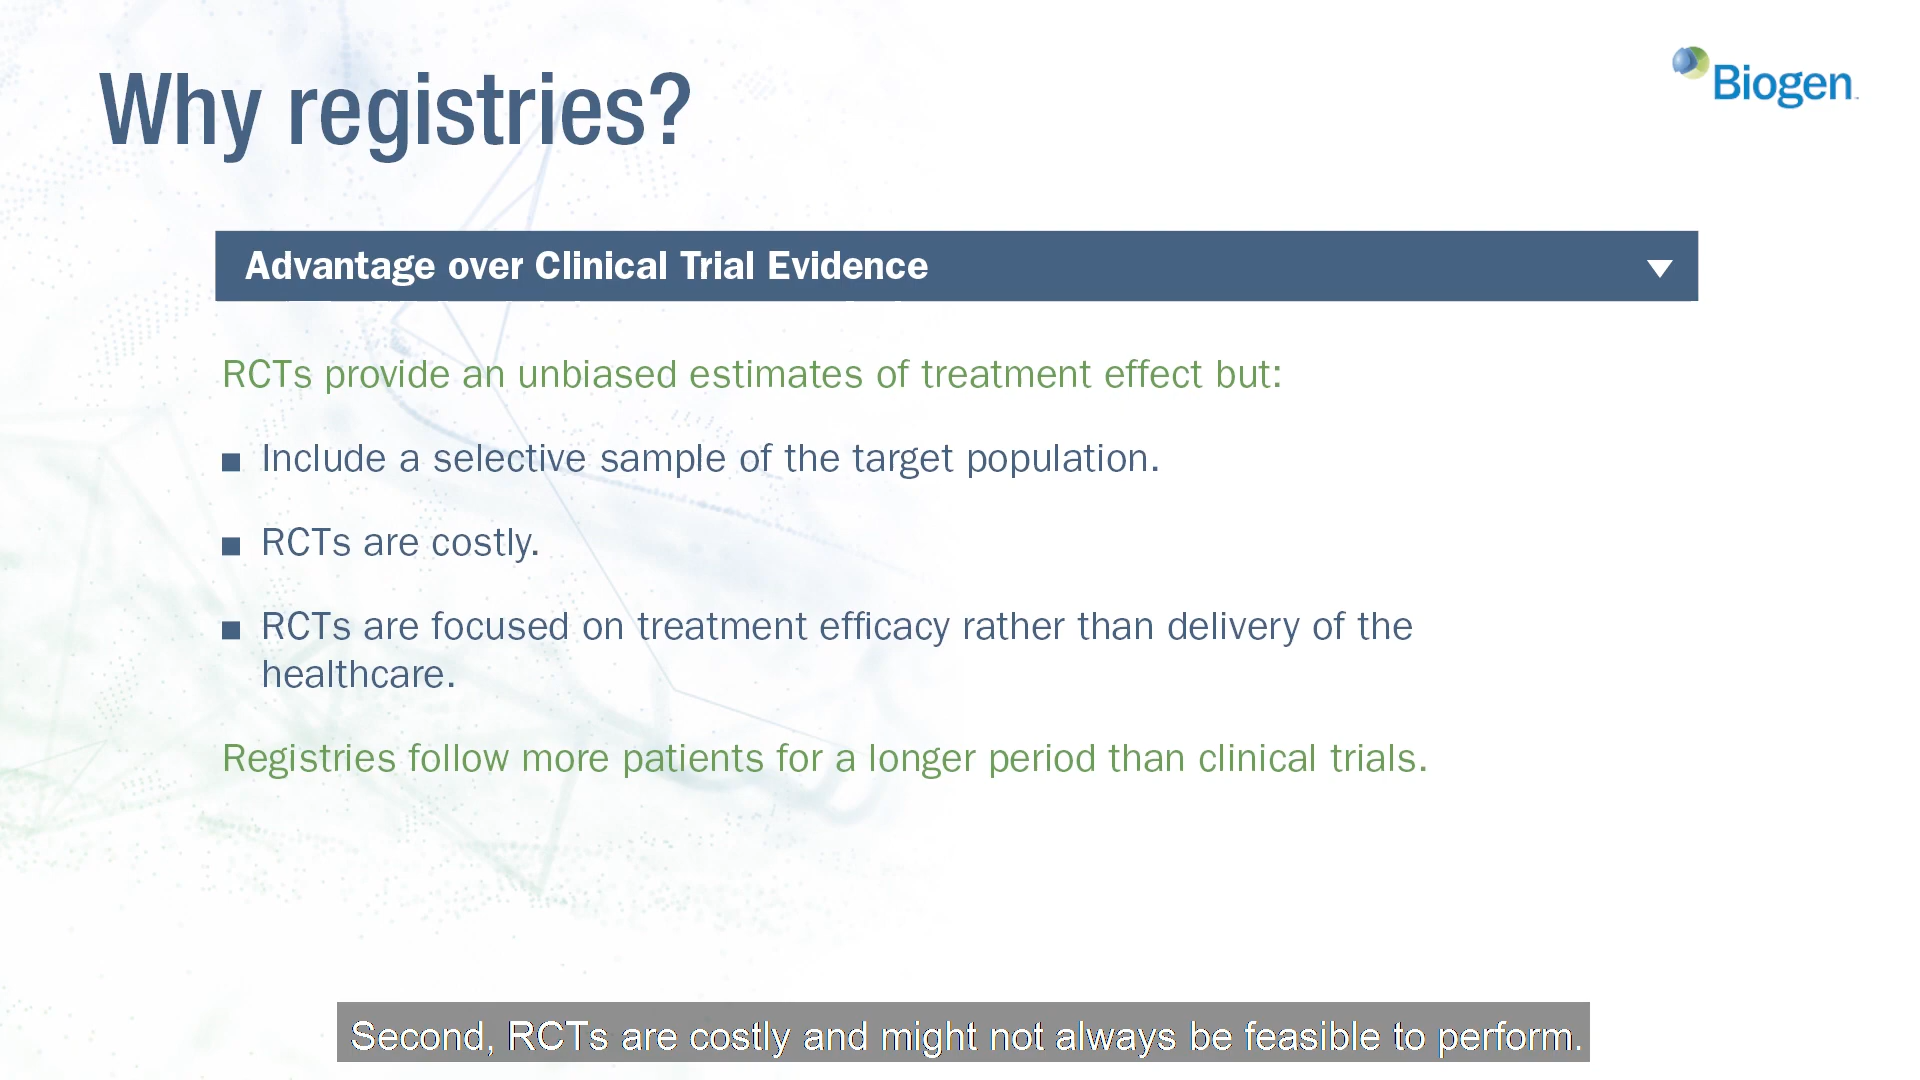 Why registries?
Biogen
Advantage over Clinical Trial Evidence
RCTs provide an unbiased estimates of treatment effect but:
■ Include a selective sample of the target population.
■ RCTs are costly.
■ RCTs are focused on treatment efficacy rather than delivery of the
healthcare.
Registries follow more patients for a longer period than clinical trials.
Second, RCTs are costly and might not always be feasible to perform.